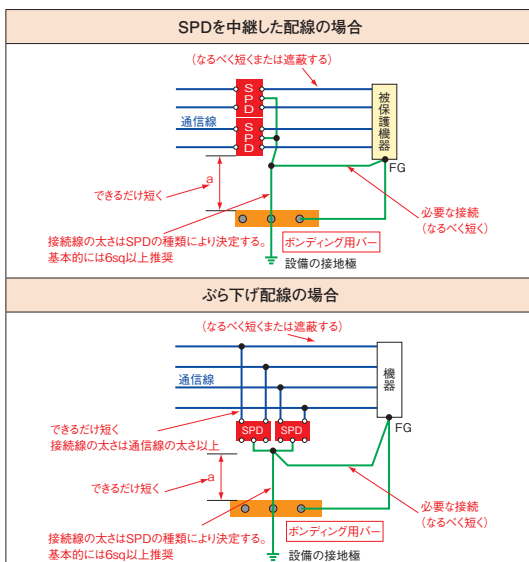 SPDを中継した配線の場合
(なるべく短くまたは遮蔽する)
SPD
SPD
通信線
被保護機器
FG
a
できるだけ短く
必要な接続
(なるべく短く)
接続線の太さはSPDの種類により決定する。
基本的には6sq以上推奨
ボンディング用バー
設備の接地極
ぶら下げ配線の場合
(なるべく短くまたは遮蔽する)
通信線
機器
できるだけ短く
接続線の太さは通信線の太さ以上
SPD
SPD
FG
a
できるだけ短く
必要な接続
(なるべく短く)
接続線の太さはSPDの種類により決定する。
基本的には6sq以上推奨
ボンディング用バー
設備の接地極